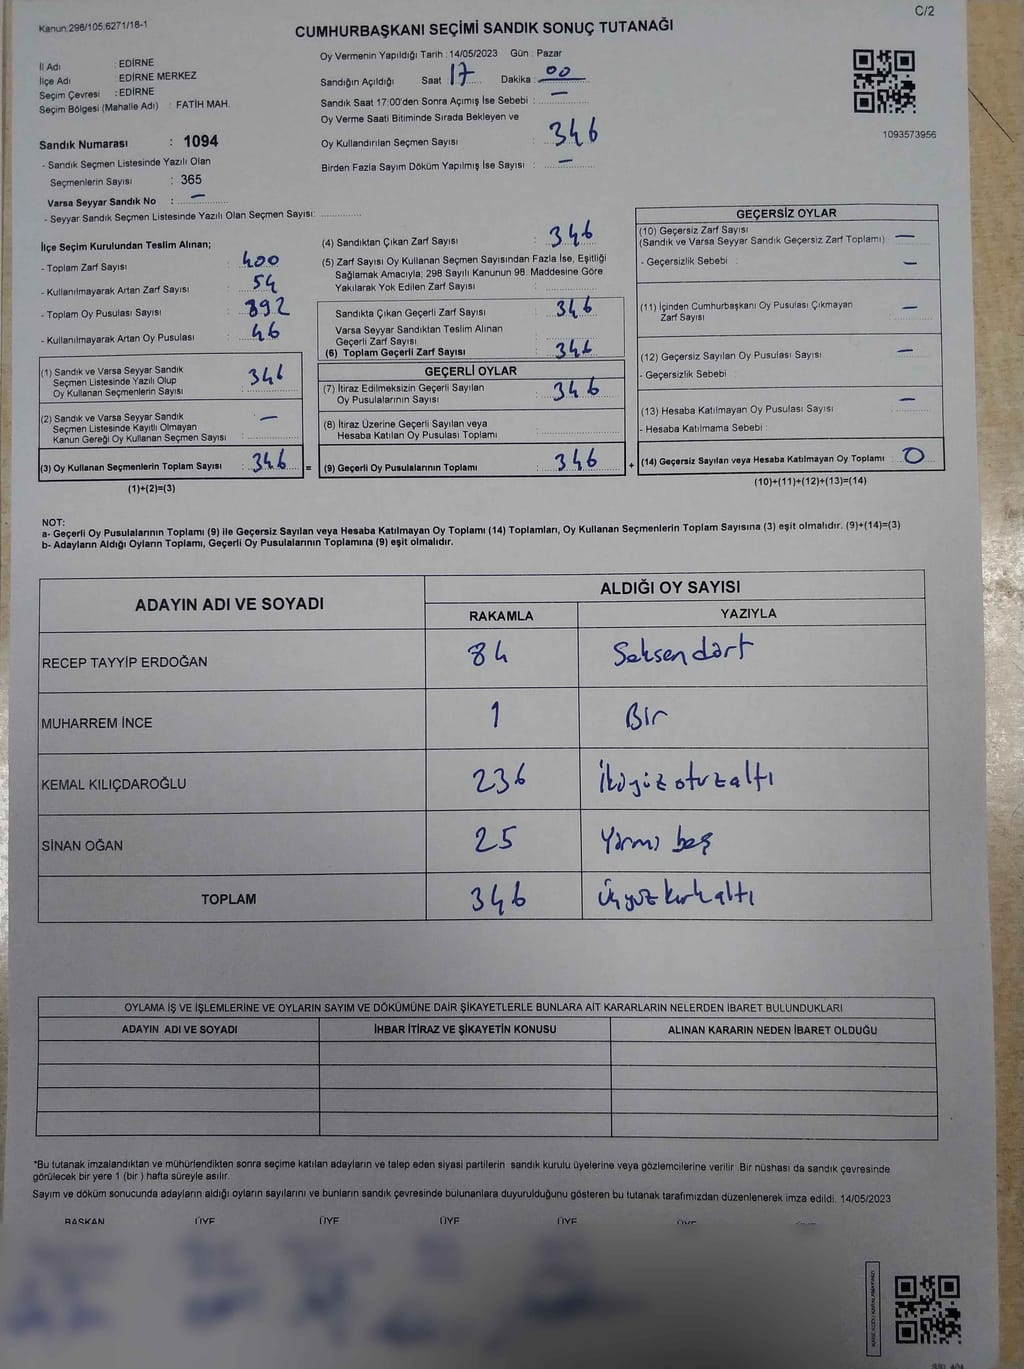 Kanun:298/105,6271/18-1
C/2
CUMHURBAŞKANI SEÇİMİ SANDIK SONUÇ TUTANAĞI
İl Adı : EDİRNE
İlçe Adı : EDİRNE MERKEZ
Seçim Çevresi : EDİRNE
Seçim Bölgesi (Mahalle Adı) : FATİH MAH.
Sandık Numarası : 1094
- Sandık Seçmen Listesinde Yazılı Olan
Seçmenlerin Sayısı : 365
Varsa Seyyar Sandık No : —
- Seyyar Sandık Seçmen Listesinde Yazılı Olan Seçmen Sayısı:
Oy Vermenin Yapıldığı Tarih : 14/05/2023 Gün : Pazar
Sandığın Açıldığı Saat 17 Dakika : 00
Sandık Saat 17:00'den Sonra Açımış İse Sebebi : —
Oy Verme Saati Bitiminde Sırada Bekleyen ve
Oy Kullandırılan Seçmen Sayısı : 346
Birden Fazla Sayım Döküm Yapılmış İse Sayısı : —
1093573956
İlçe Seçim Kurulundan Teslim Alınan;
- Toplam Zarf Sayısı : 400
- Kullanılmayarak Artan Zarf Sayısı : 54
- Toplam Oy Pusulası Sayısı : 392
- Kullanılmayarak Artan Oy Pusulası : 46
(1) Sandık ve Varsa Seyyar Sandık
Seçmen Listesinde Yazılı Olup
Oy Kullanan Seçmenlerin Sayısı : 346
(2) Sandık ve Varsa Seyyar Sandık
Seçmen Listesinde Kayıtlı Olmayan
Kanun Gereği Oy Kullanan Seçmen Sayısı : —
(3) Oy Kullanan Seçmenlerin Toplam Sayısı : 346 =
(1)+(2)=(3)
(4) Sandıktan Çıkan Zarf Sayısı : 346
(5) Zarf Sayısı Oy Kullanan Seçmen Sayısından Fazla İse, Eşitliği
Sağlamak Amacıyla; 298 Sayılı Kanunun 98. Maddesine Göre
Yakılarak Yok Edilen Zarf Sayısı :
Sandıkta Çıkan Geçerli Zarf Sayısı : 346
Varsa Seyyar Sandıktan Teslim Alınan
Geçerli Zarf Sayısı :
(6) Toplam Geçerli Zarf Sayısı : 346
GEÇERLİ OYLAR
(7) İtiraz Edilmeksizin Geçerli Sayılan
Oy Pusulalarının Sayısı : 346
(8) İtiraz Üzerine Geçerli Sayılan veya
Hesaba Katılan Oy Pusulası Toplamı :
(9) Geçerli Oy Pusulalarının Toplamı : 346 +
GEÇERSİZ OYLAR
(10) Geçersiz Zarf Sayısı
(Sandık ve Varsa Seyyar Sandık Geçersiz Zarf Toplamı) : —
- Geçersizlik Sebebi : —
(11) İçinden Cumhurbaşkanı Oy Pusulası Çıkmayan
Zarf Sayısı : —
(12) Geçersiz Sayılan Oy Pusulası Sayısı : —
- Geçersizlik Sebebi :
(13) Hesaba Katılmayan Oy Pusulası Sayısı : —
- Hesaba Katılmama Sebebi :
(14) Geçersiz Sayılan veya Hesaba Katılmayan Oy Toplamı : 0
(10)+(11)+(12)+(13)=(14)
NOT:
a- Geçerli Oy Pusulalarının Toplamı (9) ile Geçersiz Sayılan veya Hesaba Katılmayan Oy Toplamı (14) Toplamları, Oy Kullanan Seçmenlerin Toplam Sayısına (3) eşit olmalıdır. (9)+(14)=(3)
b- Adayların Aldığı Oyların Toplamı, Geçerli Oy Pusulalarının Toplamına (9) eşit olmalıdır.
ADAYIN ADI VE SOYADI ALDIĞI OY SAYISI
RAKAMLA YAZIYLA
RECEP TAYYİP ERDOĞAN 84 Seksen dört
MUHARREM İNCE 1 Bir
KEMAL KILIÇDAROĞLU 236 İkiyüz otuz altı
SİNAN OĞAN 25 Yirmi beş
TOPLAM 346 Üçyüz kırk altı
OYLAMA İŞ VE İŞLEMLERİNE VE OYLARIN SAYIM VE DÖKÜMÜNE DAİR ŞİKAYETLERLE BUNLARA AİT KARARLARIN NELERDEN İBARET BULUNDUKLARI
ADAYIN ADI VE SOYADI İHBAR İTİRAZ VE ŞİKAYETİN KONUSU ALINAN KARARIN NEDEN İBARET OLDUĞU
*Bu tutanak imzalandıktan ve mühürlendikten sonra seçime katılan adayların ve talep eden siyasi partilerin sandık kurulu üyelerine veya gözlemcilerine verilir. Bir nüshası da sandık çevresinde
görülecek bir yere 1 (bir ) hafta süreyle asılır.
Sayım ve döküm sonucunda adayların aldığı oyların sayılarını ve bunların sandık çevresinde bulunanlara duyurulduğunu gösteren bu tutanak tarafımızdan düzenlenerek imza edildi. 14/05/2023
BAŞKAN ÜYE ÜYE ÜYE ÜYE ÜYE
KARE KODU KARALAMAYINIZ!